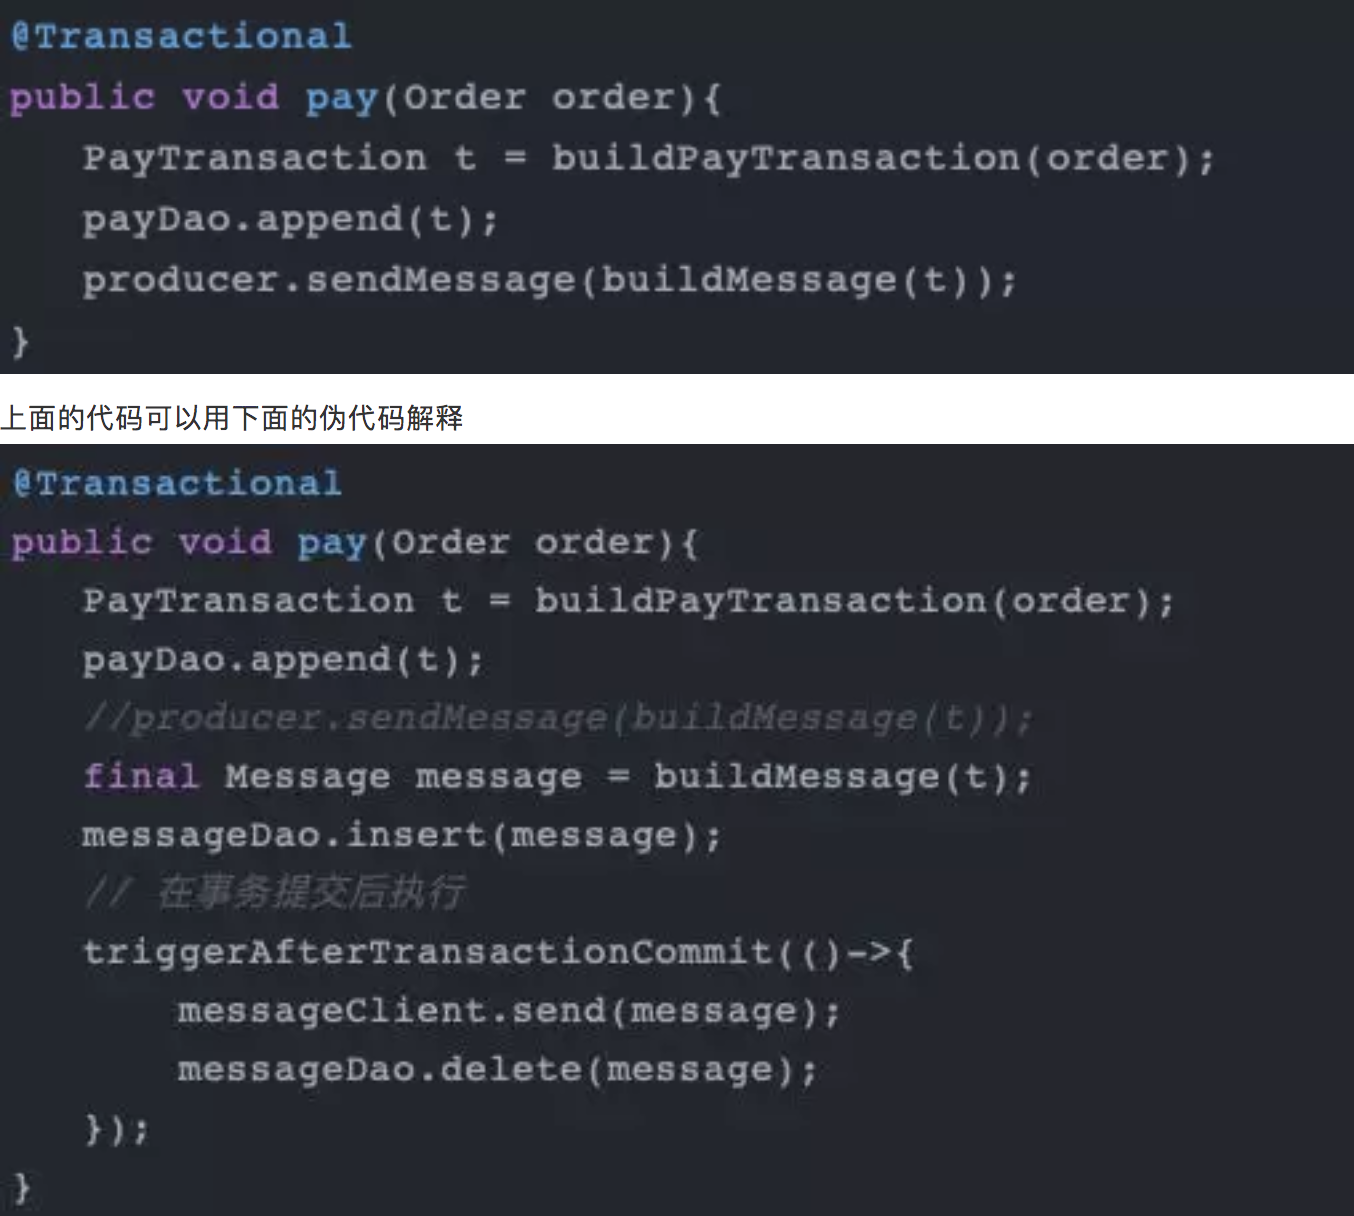 @Transactional
public void pay(Order order){
PayTransaction t = buildPayTransaction(order);
payDao.append(t);
producer.sendMessage(buildMessage(t));
}
上面的代码可以用下面的伪代码解释
@Transactional
public void pay(Order order){
PayTransaction t = buildPayTransaction(order);
payDao.append(t);
//producer.sendMessage(buildMessage(t));
final Message message = buildMessage(t);
messageDao.insert(message);
// 在事务提交后执行
triggerAfterTransactionCommit(()->{
messageClient.send(message);
messageDao.delete(message);
});
}